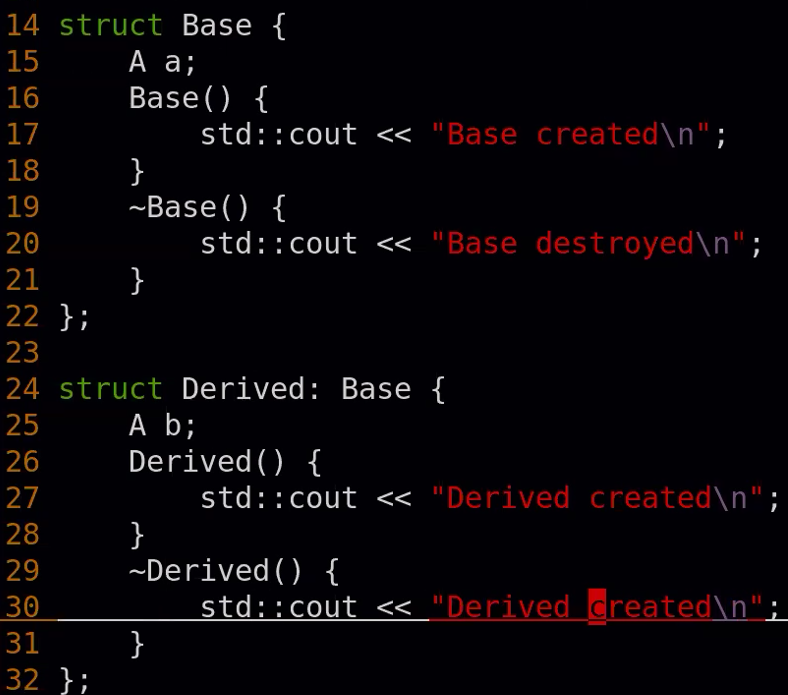 14 struct Base {
15     A a;
16     Base() {
17         std::cout << "Base created\n";
18     }
19     ~Base() {
20         std::cout << "Base destroyed\n";
21     }
22 };
23
24 struct Derived: Base {
25     A b;
26     Derived() {
27         std::cout << "Derived created\n";
28     }
29     ~Derived() {
30         std::cout << "Derived created\n";
31     }
32 };